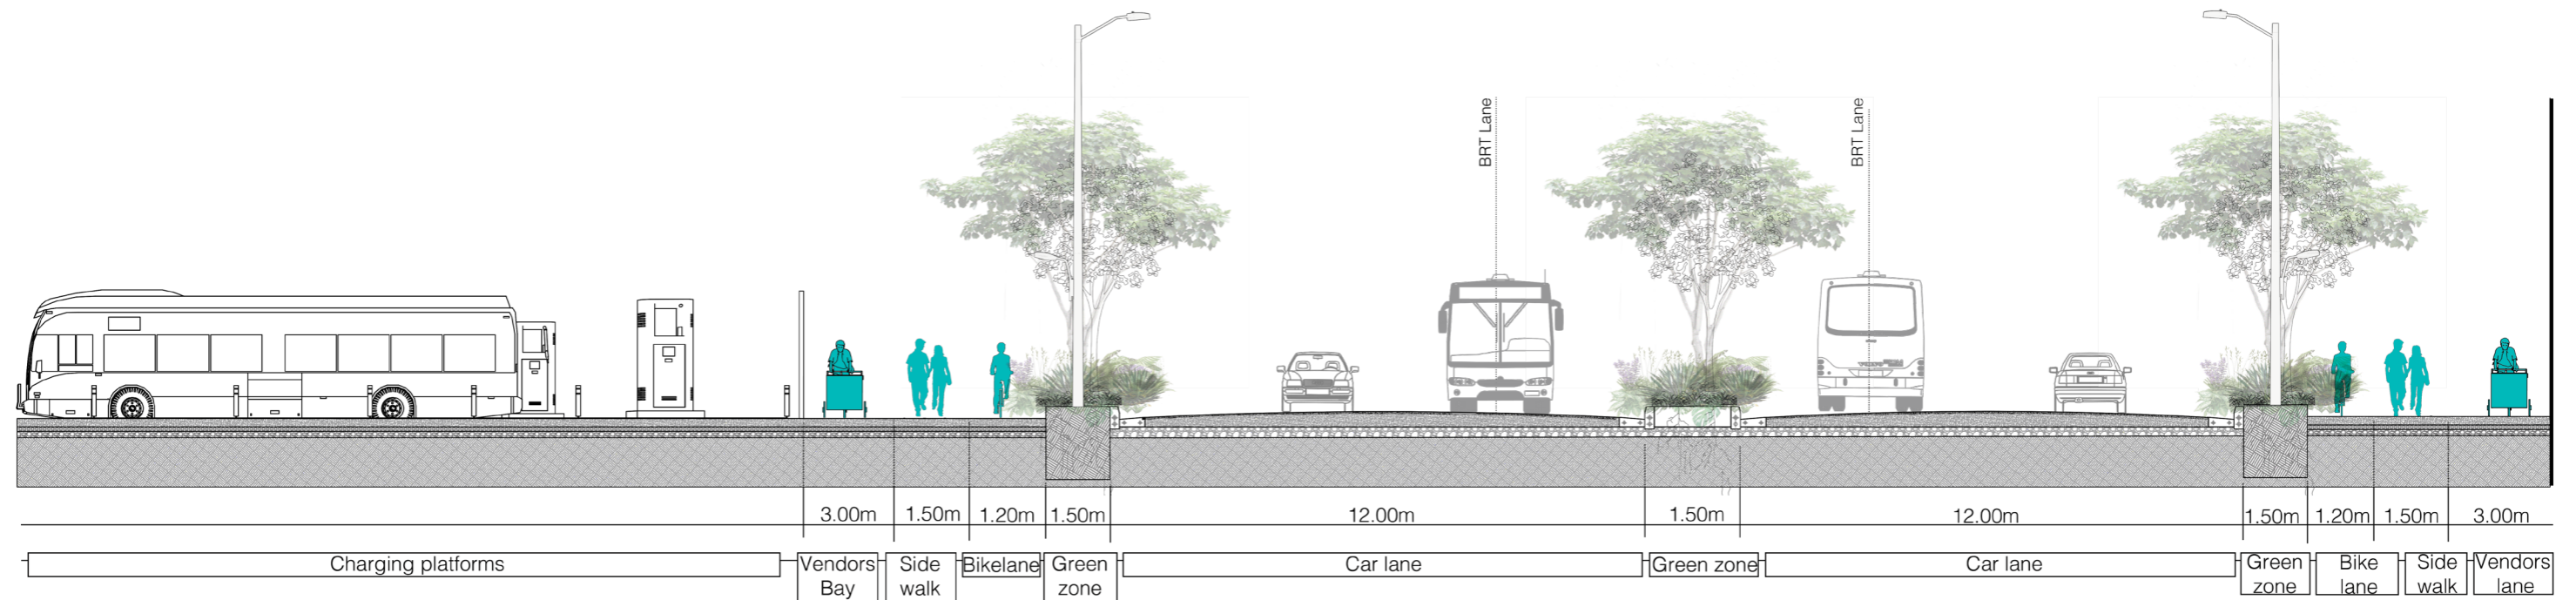 BRT Lane
BRT Lane
3.00m 1.50m 1.20m 1.50m 12.00m 1.50m 12.00m 1.50m 1.20m 1.50m 3.00m
Charging platforms
Vendors
Bay
Side
walk
Bikelane
Green
zone
Car lane
Green zone
Car lane
Green
zone
Bike
lane
Side
walk
Vendors
lane